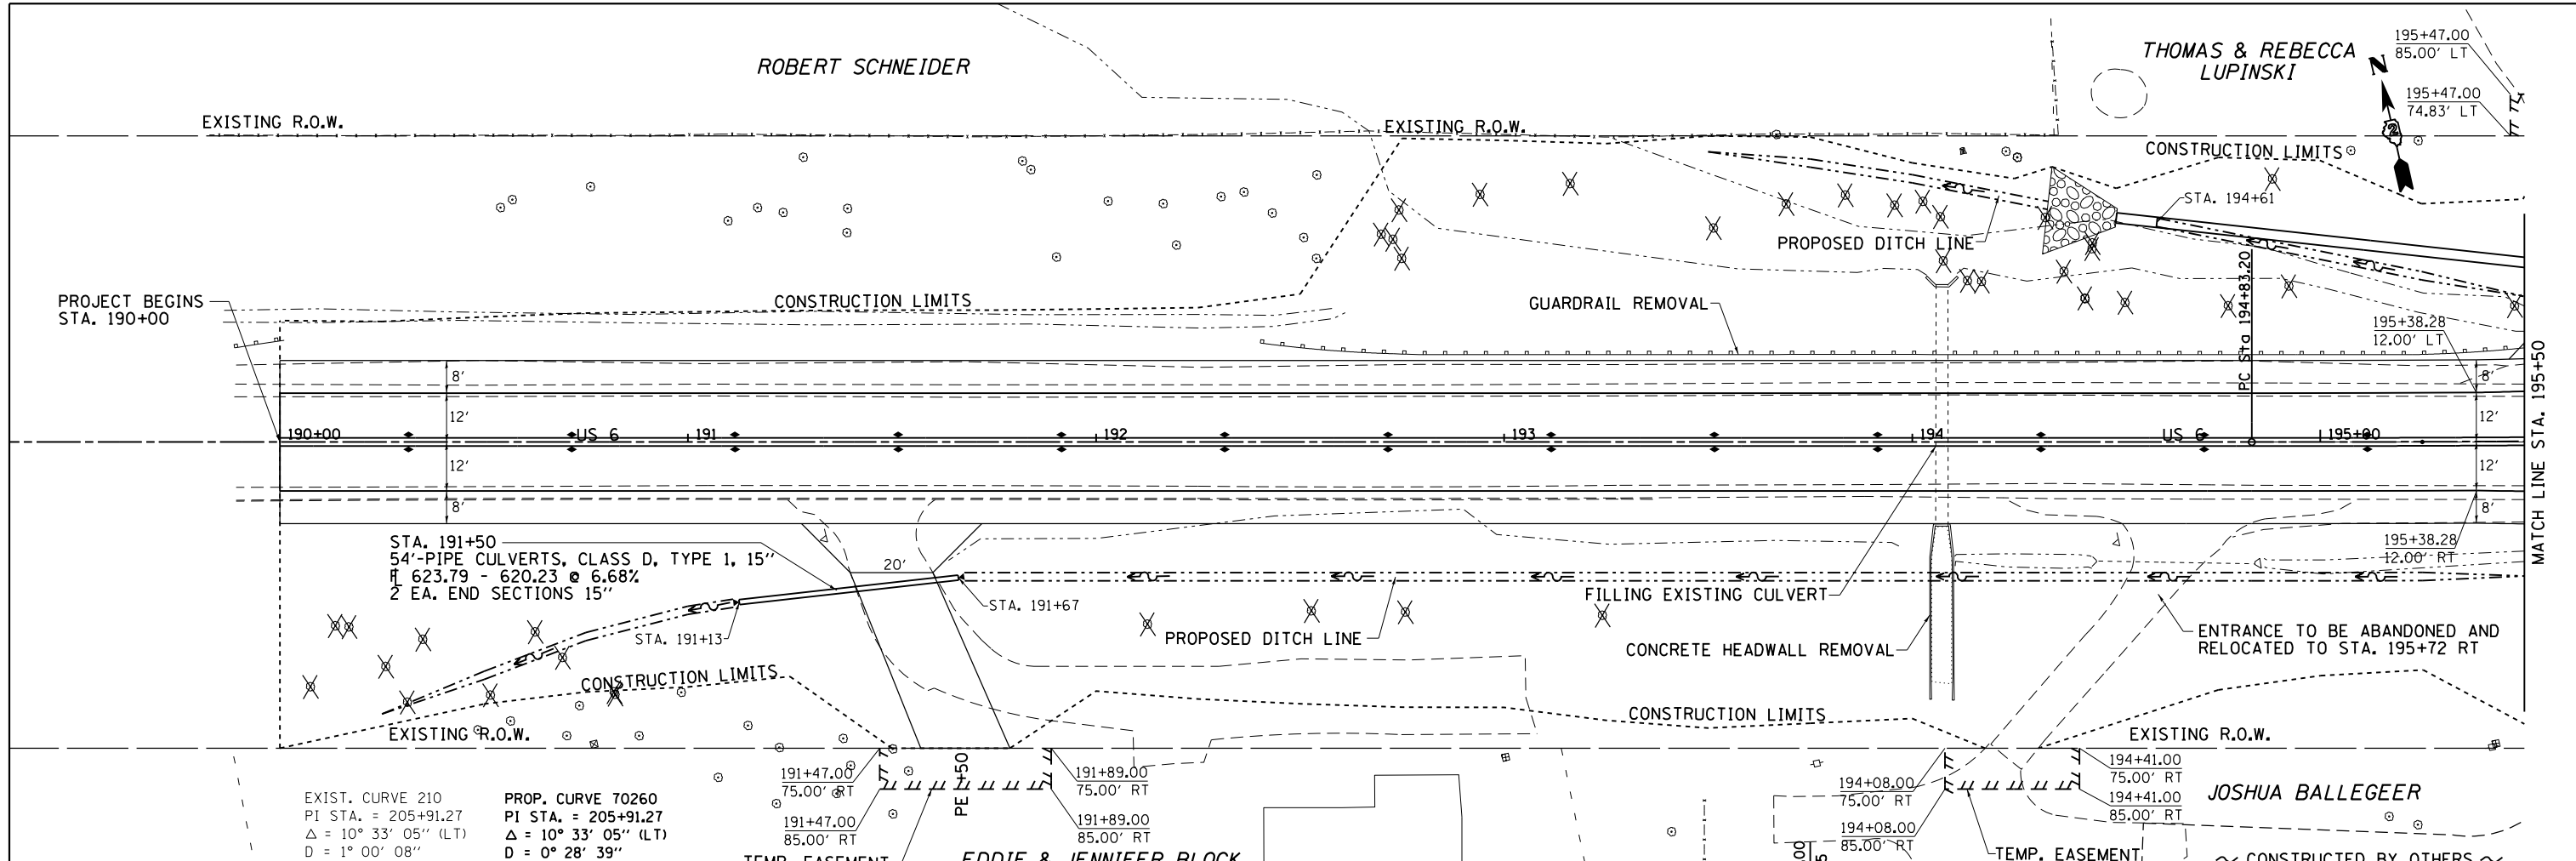 ROBERT SCHNEIDER
THOMAS & REBECCA
LUPINSKI
N
2
195+47.00
85.00' LT
195+47.00
74.83' LT
EXISTING R.O.W.
EXISTING R.O.W.
CONSTRUCTION LIMITS
STA. 194+61
PROPOSED DITCH LINE
PROJECT BEGINS
STA. 190+00
CONSTRUCTION LIMITS
GUARDRAIL REMOVAL
PC Sta 194+83.20
195+38.28
12.00' LT
MATCH LINE STA. 195+50
8'
8'
12'
12'
190+00
US 6
191
192
193
194
US 6
195+00
12'
12'
8'
8'
STA. 191+50
54'-PIPE CULVERTS, CLASS D, TYPE 1, 15''
FL 623.79 - 620.23 @ 6.68%
2 EA. END SECTIONS 15''
20'
195+38.28
12.00' RT
STA. 191+67
FILLING EXISTING CULVERT
STA. 191+13
PROPOSED DITCH LINE
CONCRETE HEADWALL REMOVAL
ENTRANCE TO BE ABANDONED AND
RELOCATED TO STA. 195+72 RT
CONSTRUCTION LIMITS
CONSTRUCTION LIMITS
EXISTING R.O.W.
EXISTING R.O.W.
191+47.00
75.00' RT
PE +50
191+89.00
75.00' RT
194+08.00
75.00' RT
194+41.00
75.00' RT
JOSHUA BALLEGEER
191+47.00
85.00' RT
191+89.00
85.00' RT
194+08.00
85.00' RT
194+41.00
85.00' RT
EXIST. CURVE 210
PI STA. = 205+91.27
Δ = 10° 33' 05'' (LT)
D = 1° 00' 08''
PROP. CURVE 70260
PI STA. = 205+91.27
Δ = 10° 33' 05'' (LT)
D = 0° 28' 39''
TEMP. EASEMENT
EDDIE & JENNIFER BLOCK
TEMP. EASEMENT
CONSTRUCTED BY OTHERS